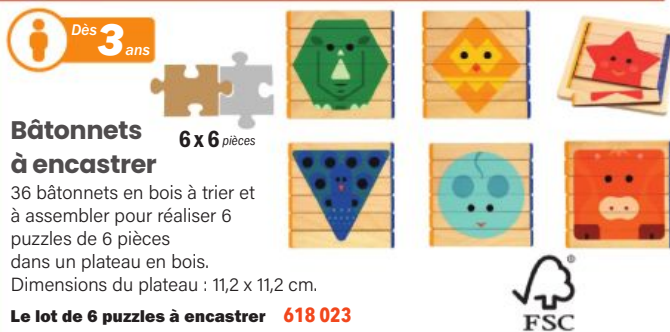 Dès 3 ans
6 x 6 pièces
Bâtonnets
à encastrer
36 bâtonnets en bois à trier et
à assembler pour réaliser 6
puzzles de 6 pièces
dans un plateau en bois.
Dimensions du plateau : 11,2 x 11,2 cm.
Le lot de 6 puzzles à encastrer 618 023
®
FSC